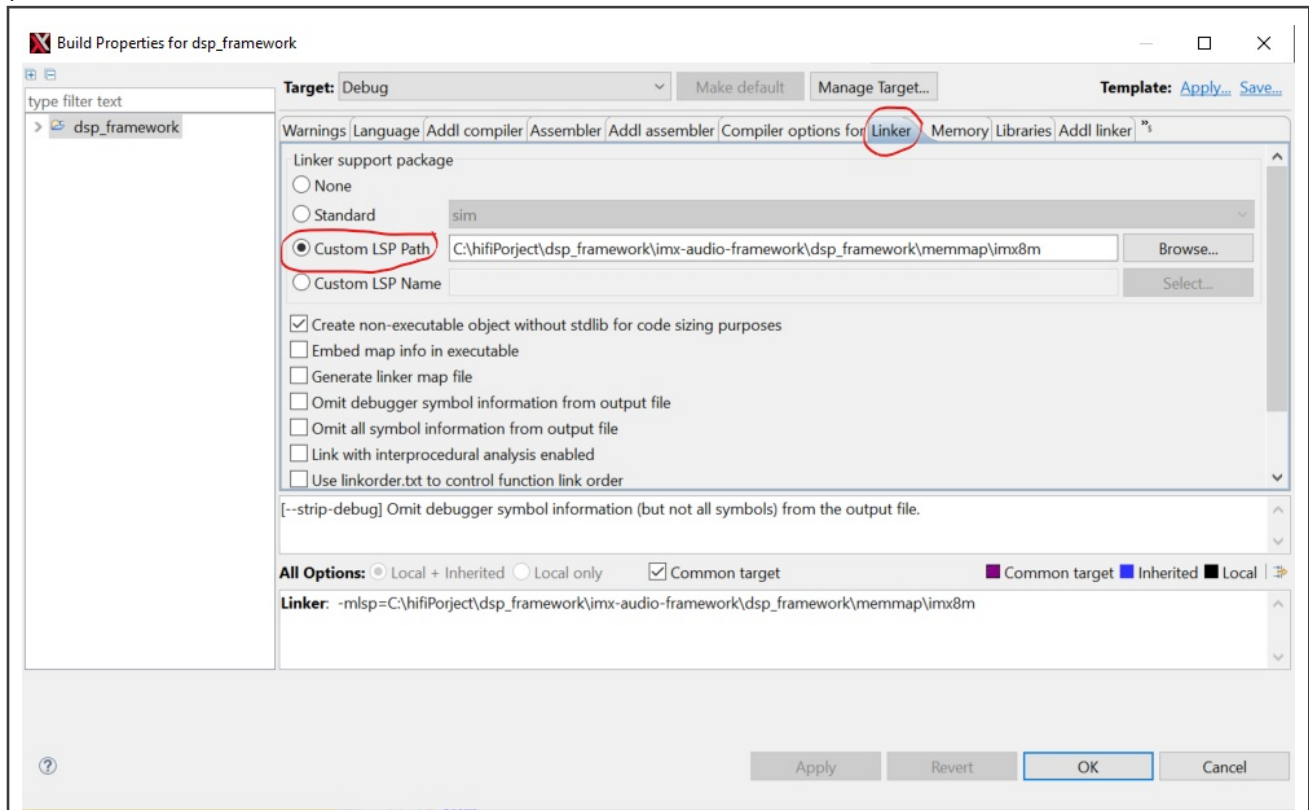 Build Properties for dsp_framework
type filter text
dsp_framework
Target: Debug Make default Manage Target... Template: Apply... Save...
Warnings Language Addl compiler Assembler Addl assembler Compiler options for Linker Memory Libraries Addl linker »5
Linker support package
None
Standard sim
Custom LSP Path C:\hifiPorject\dsp_framework\imx-audio-framework\dsp_framework\memmap\imx8m Browse...
Custom LSP Name Select...
Create non-executable object without stdlib for code sizing purposes
Embed map info in executable
Generate linker map file
Omit debugger symbol information from output file
Omit all symbol information from output file
Link with interprocedural analysis enabled
Use linkorder.txt to control function link order
[--strip-debug] Omit debugger symbol information (but not all symbols) from the output file.
All Options: Local + Inherited Local only Common target Common target Inherited Local
Linker: -mlsp=C:\hifiPorject\dsp_framework\imx-audio-framework\dsp_framework\memmap\imx8m
Apply Revert OK Cancel